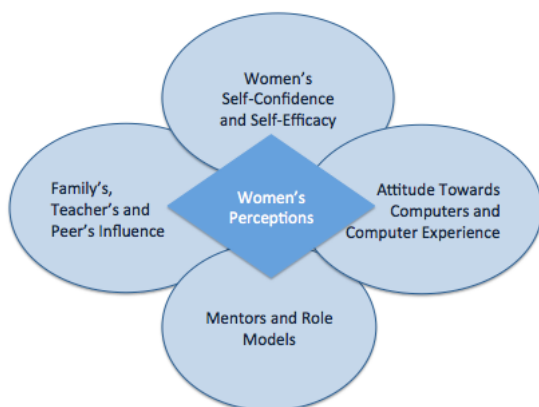 Women's
Self-Confidence
and Self-Efficacy
Family's,
Teacher's and
Peer's Influence
Women's
Perceptions
Attitude Towards
Computers and
Computer Experience
Mentors and Role
Models